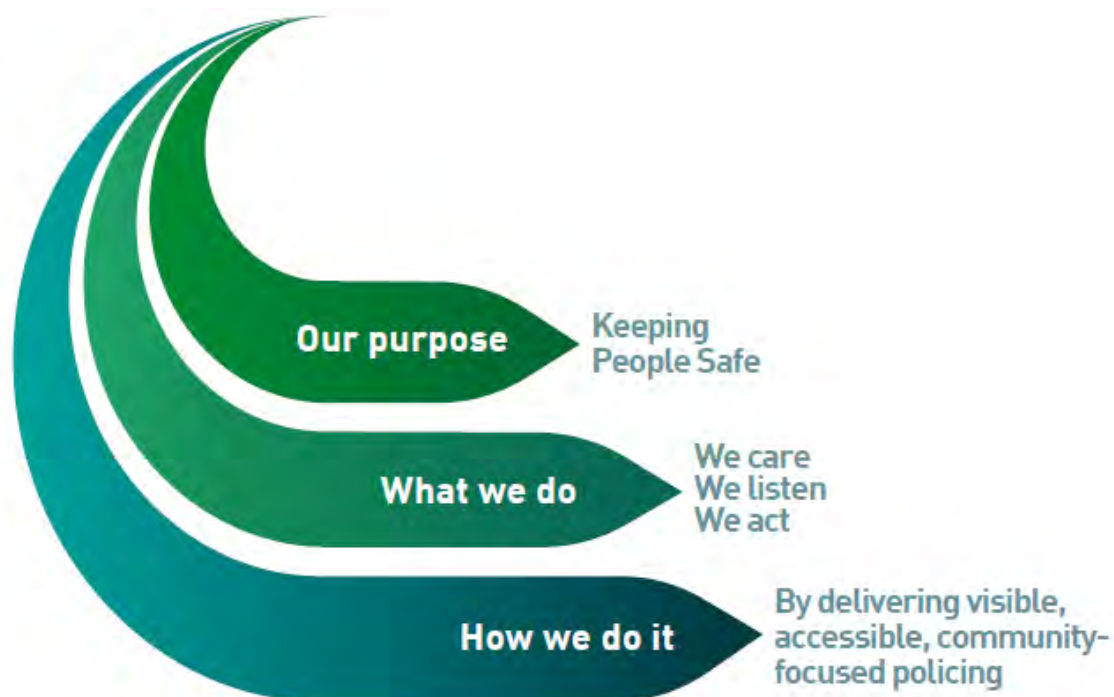 Our purpose
Keeping
People Safe
What we do
We care
We listen
We act
How we do it
By delivering visible,
accessible, community-
focused policing